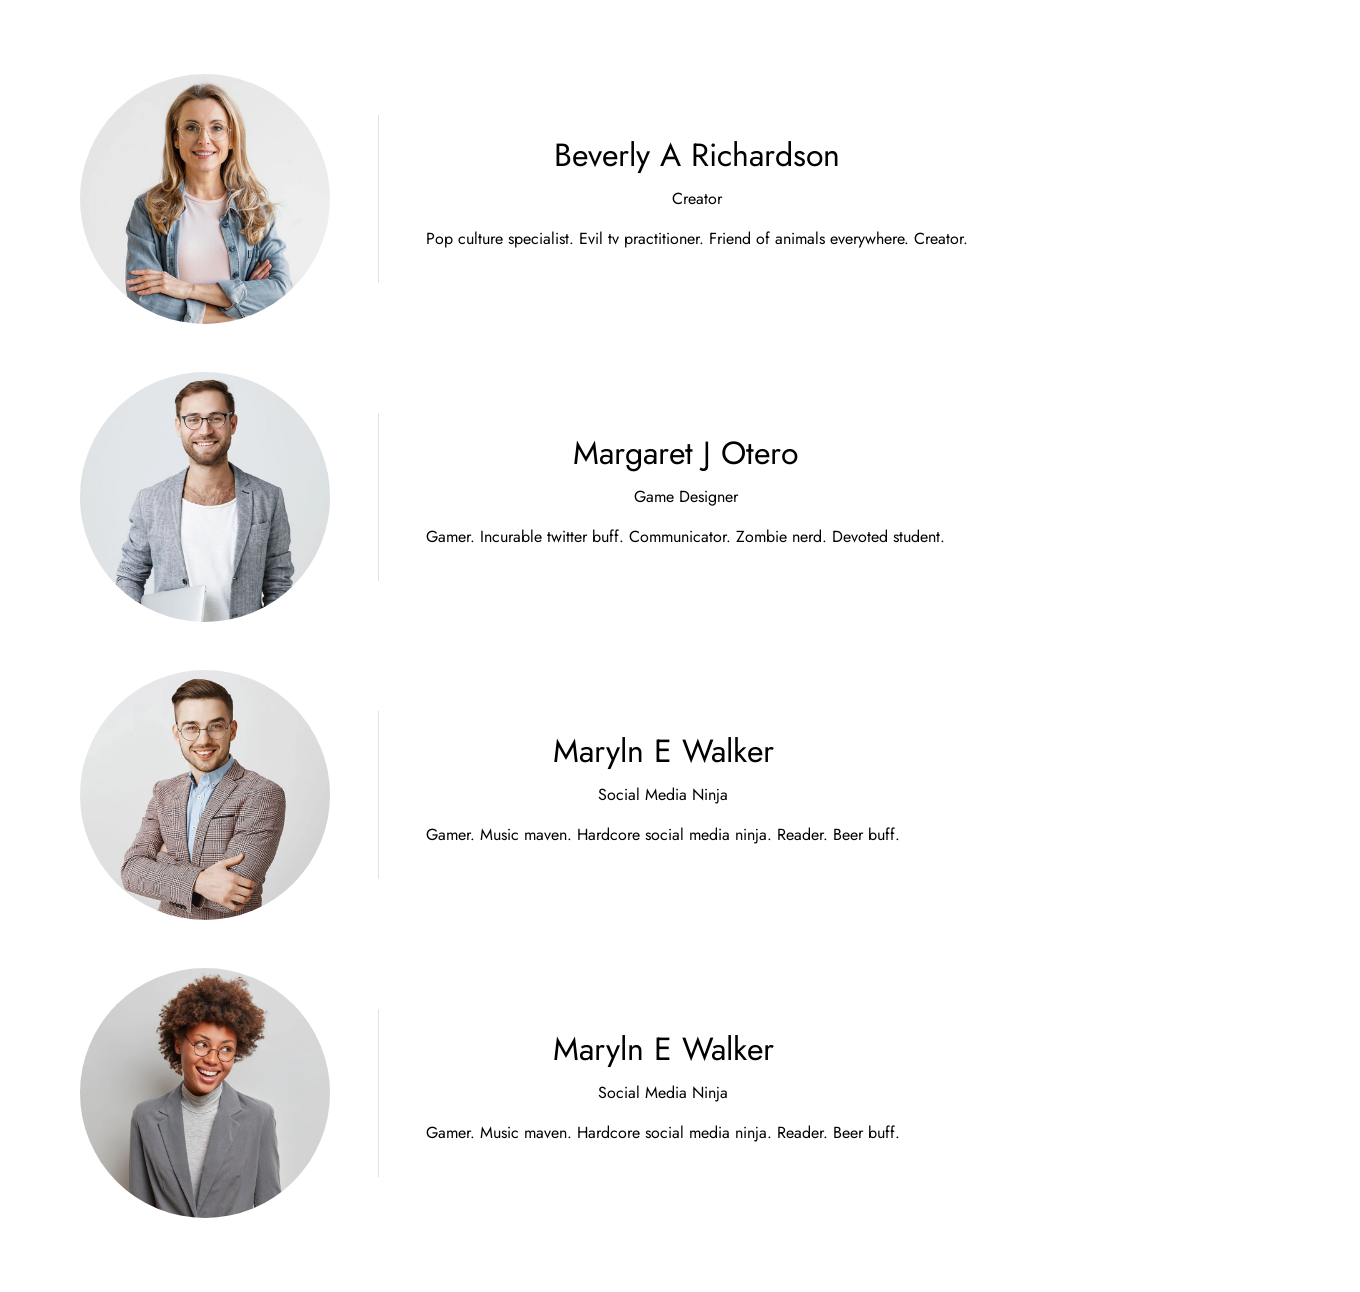 Beverly A Richardson
Creator
Pop culture specialist. Evil tv practitioner. Friend of animals everywhere. Creator.
Margaret J Otero
Game Designer
Gamer. Incurable twitter buff. Communicator. Zombie nerd. Devoted student.
Maryln E Walker
Social Media Ninja
Gamer. Music maven. Hardcore social media ninja. Reader. Beer buff.
Maryln E Walker
Social Media Ninja
Gamer. Music maven. Hardcore social media ninja. Reader. Beer buff.